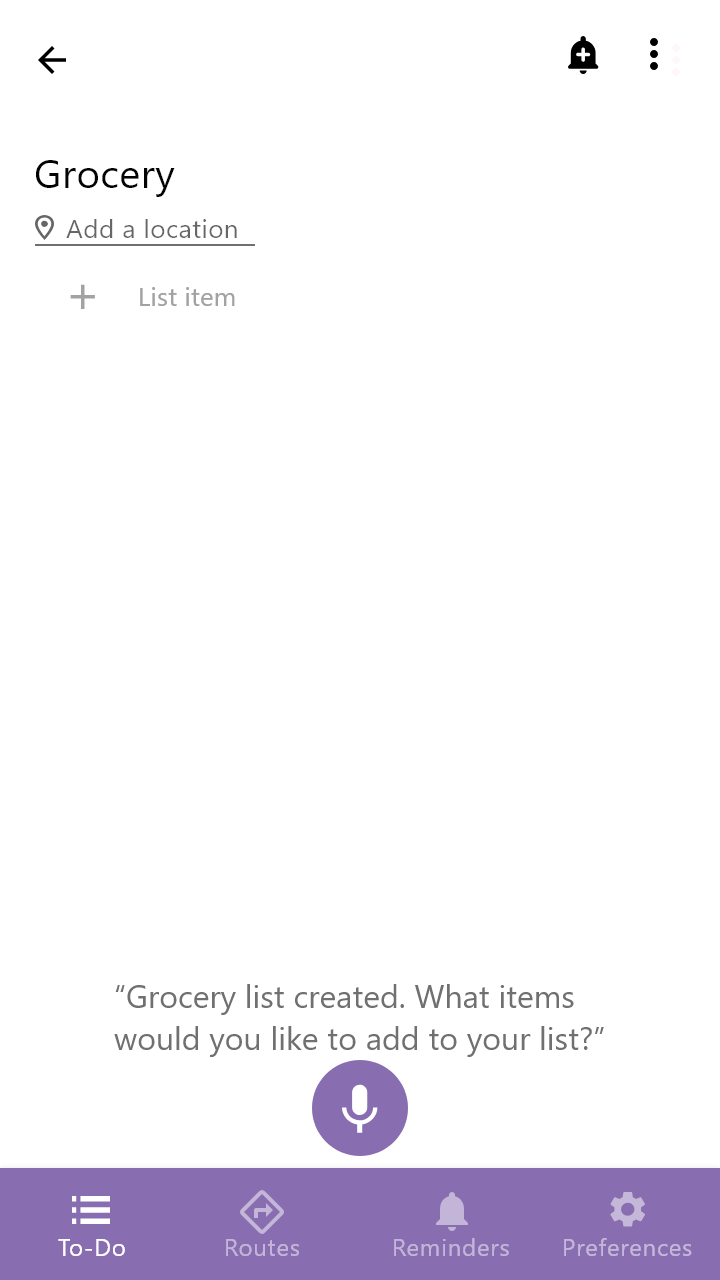 Grocery
Add a location
List item
“Grocery list created. What items
would you like to add to your list?”
To-Do
Routes
Reminders
Preferences